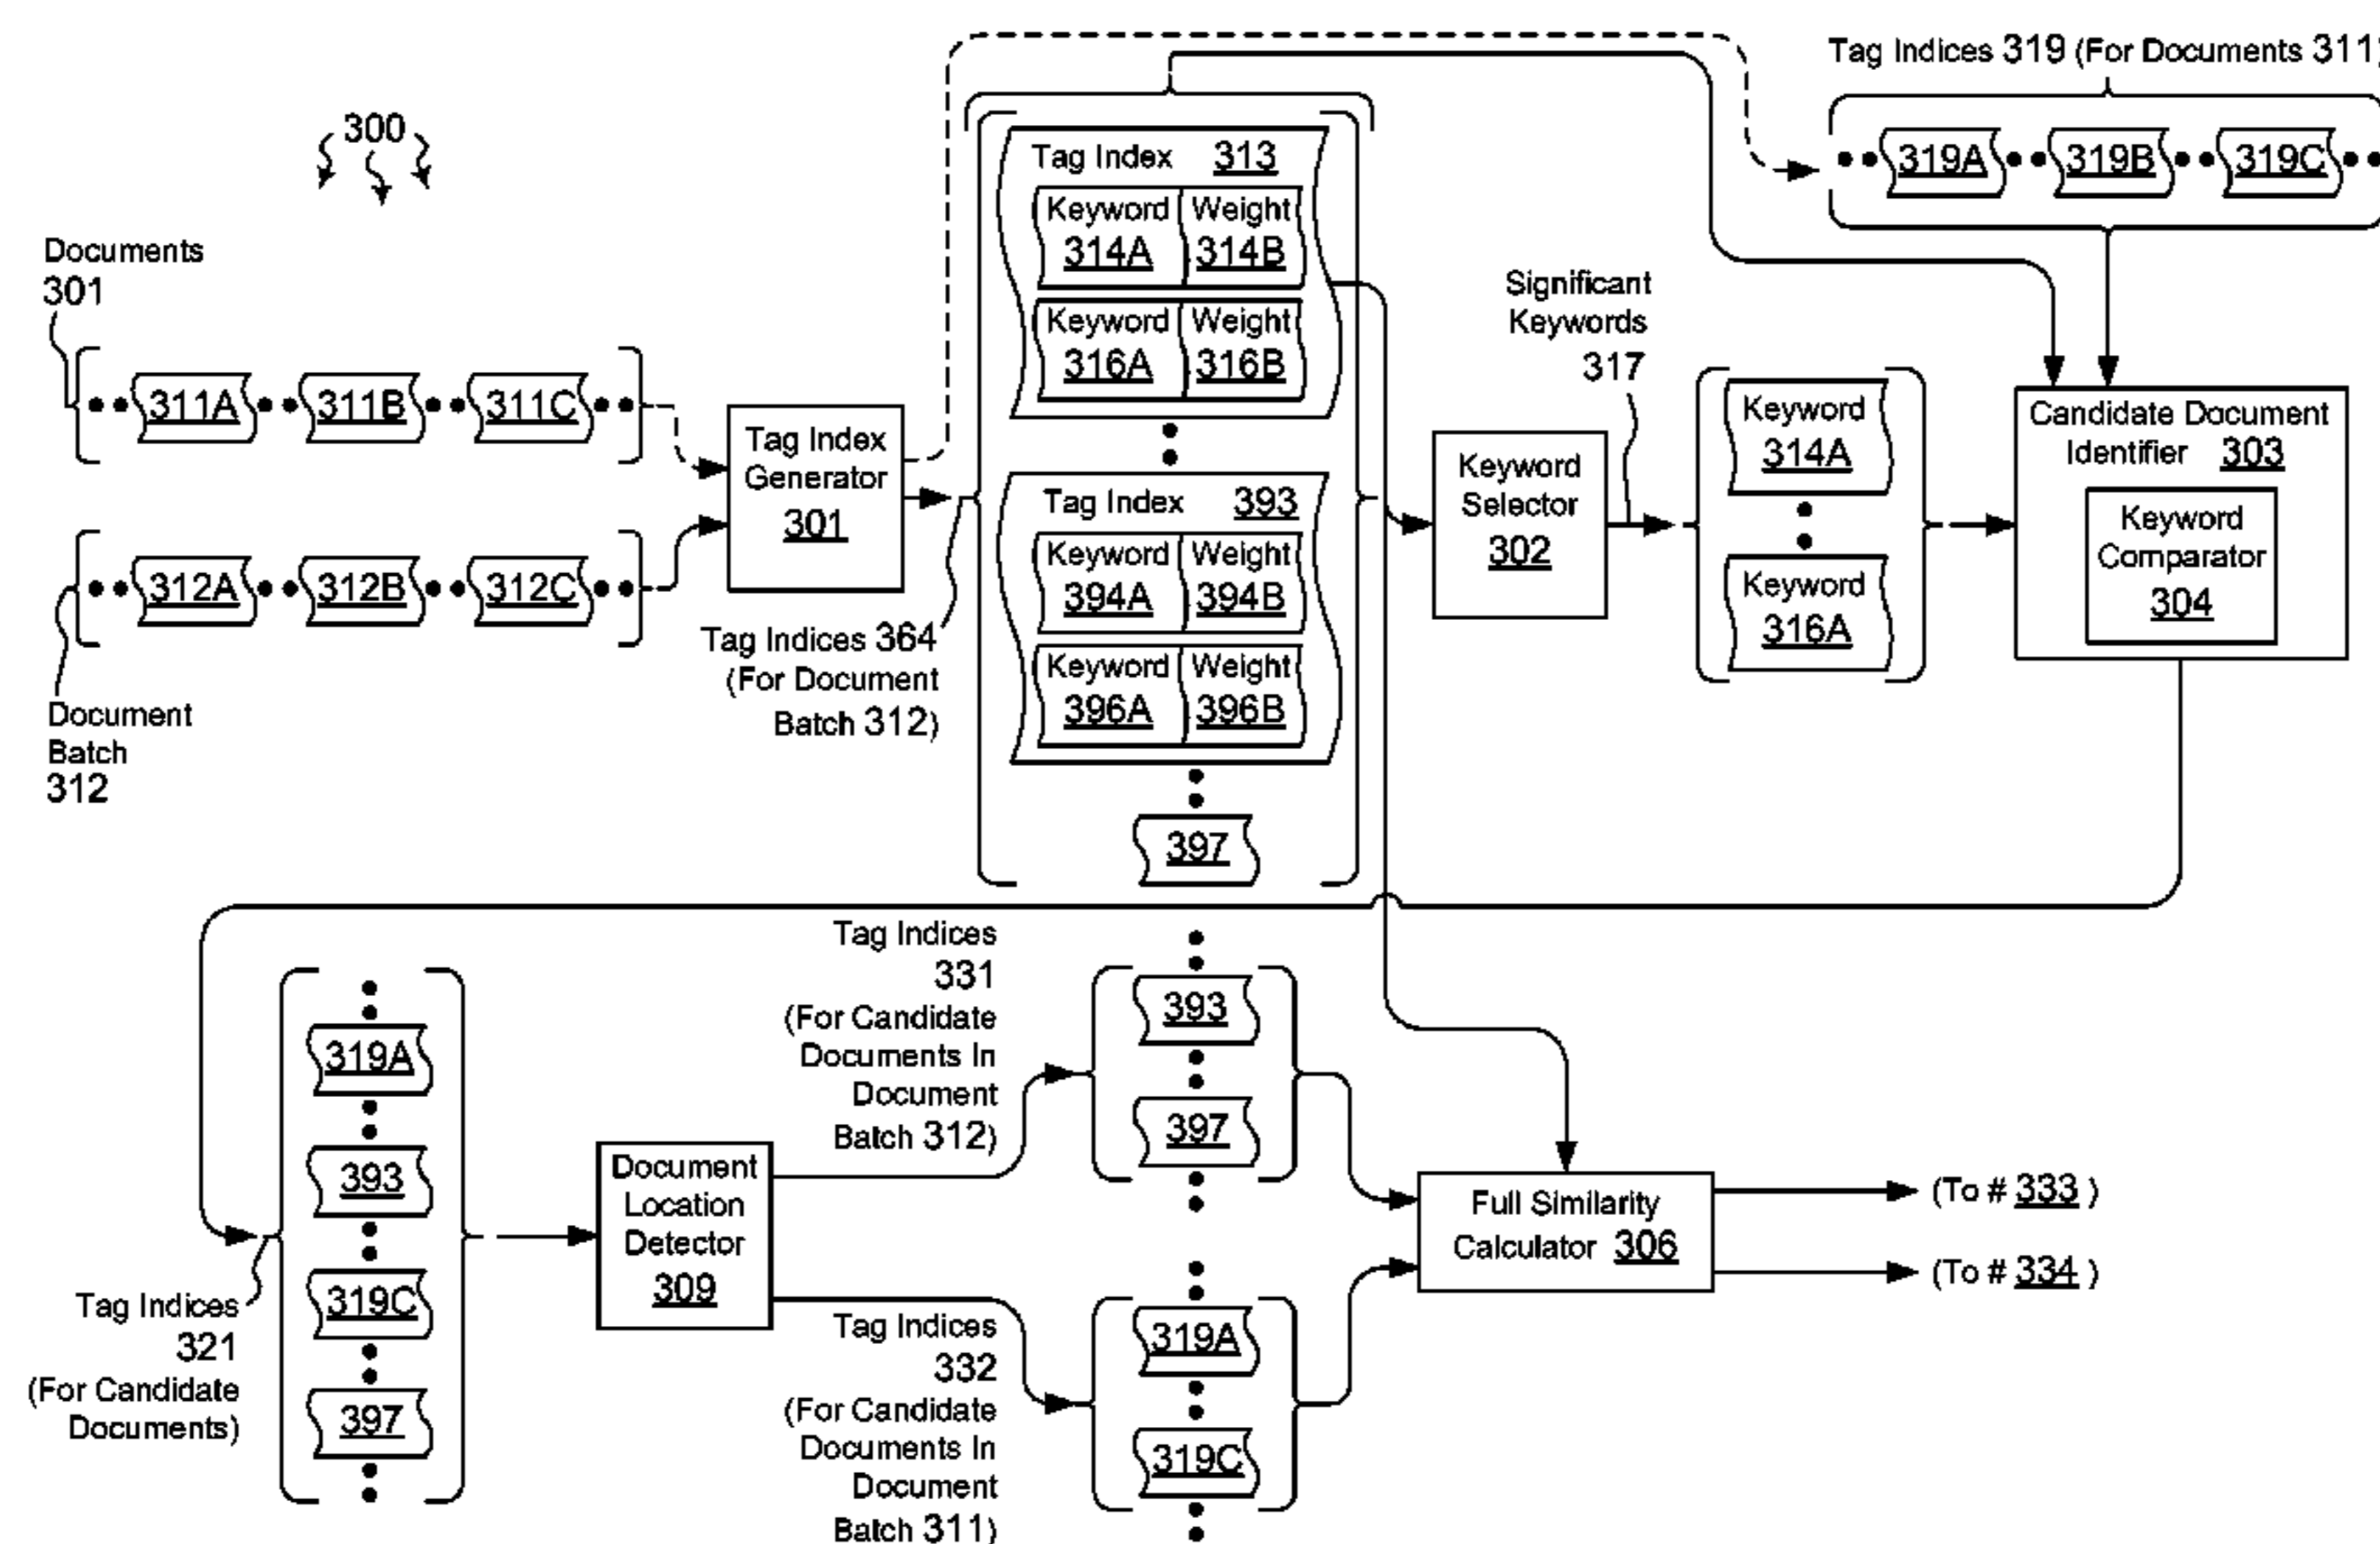 300
Tag Indices 319 (For Documents 311)
319A 319B 319C
Documents
301
311A 311B 311C
Document
Batch
312
312A 312B 312C
Tag Index
Generator
301
Tag Indices 364
(For Document
Batch 312)
Tag Index 313
Keyword Weight
314A 314B
Keyword Weight
316A 316B
Tag Index 393
Keyword Weight
394A 394B
Keyword Weight
396A 396B
397
Keyword
Selector
302
Significant
Keywords
317
Keyword
314A
Keyword
316A
Candidate Document
Identifier 303
Keyword
Comparator
304
Tag Indices
321
(For Candidate
Documents)
319A
393
319C
397
Document
Location
Detector
309
Tag Indices
331
(For Candidate
Documents In
Document
Batch 312)
393
397
Tag Indices
332
(For Candidate
Documents In
Document
Batch 311)
319A
319C
Full Similarity
Calculator 306
(To # 333 )
(To # 334 )